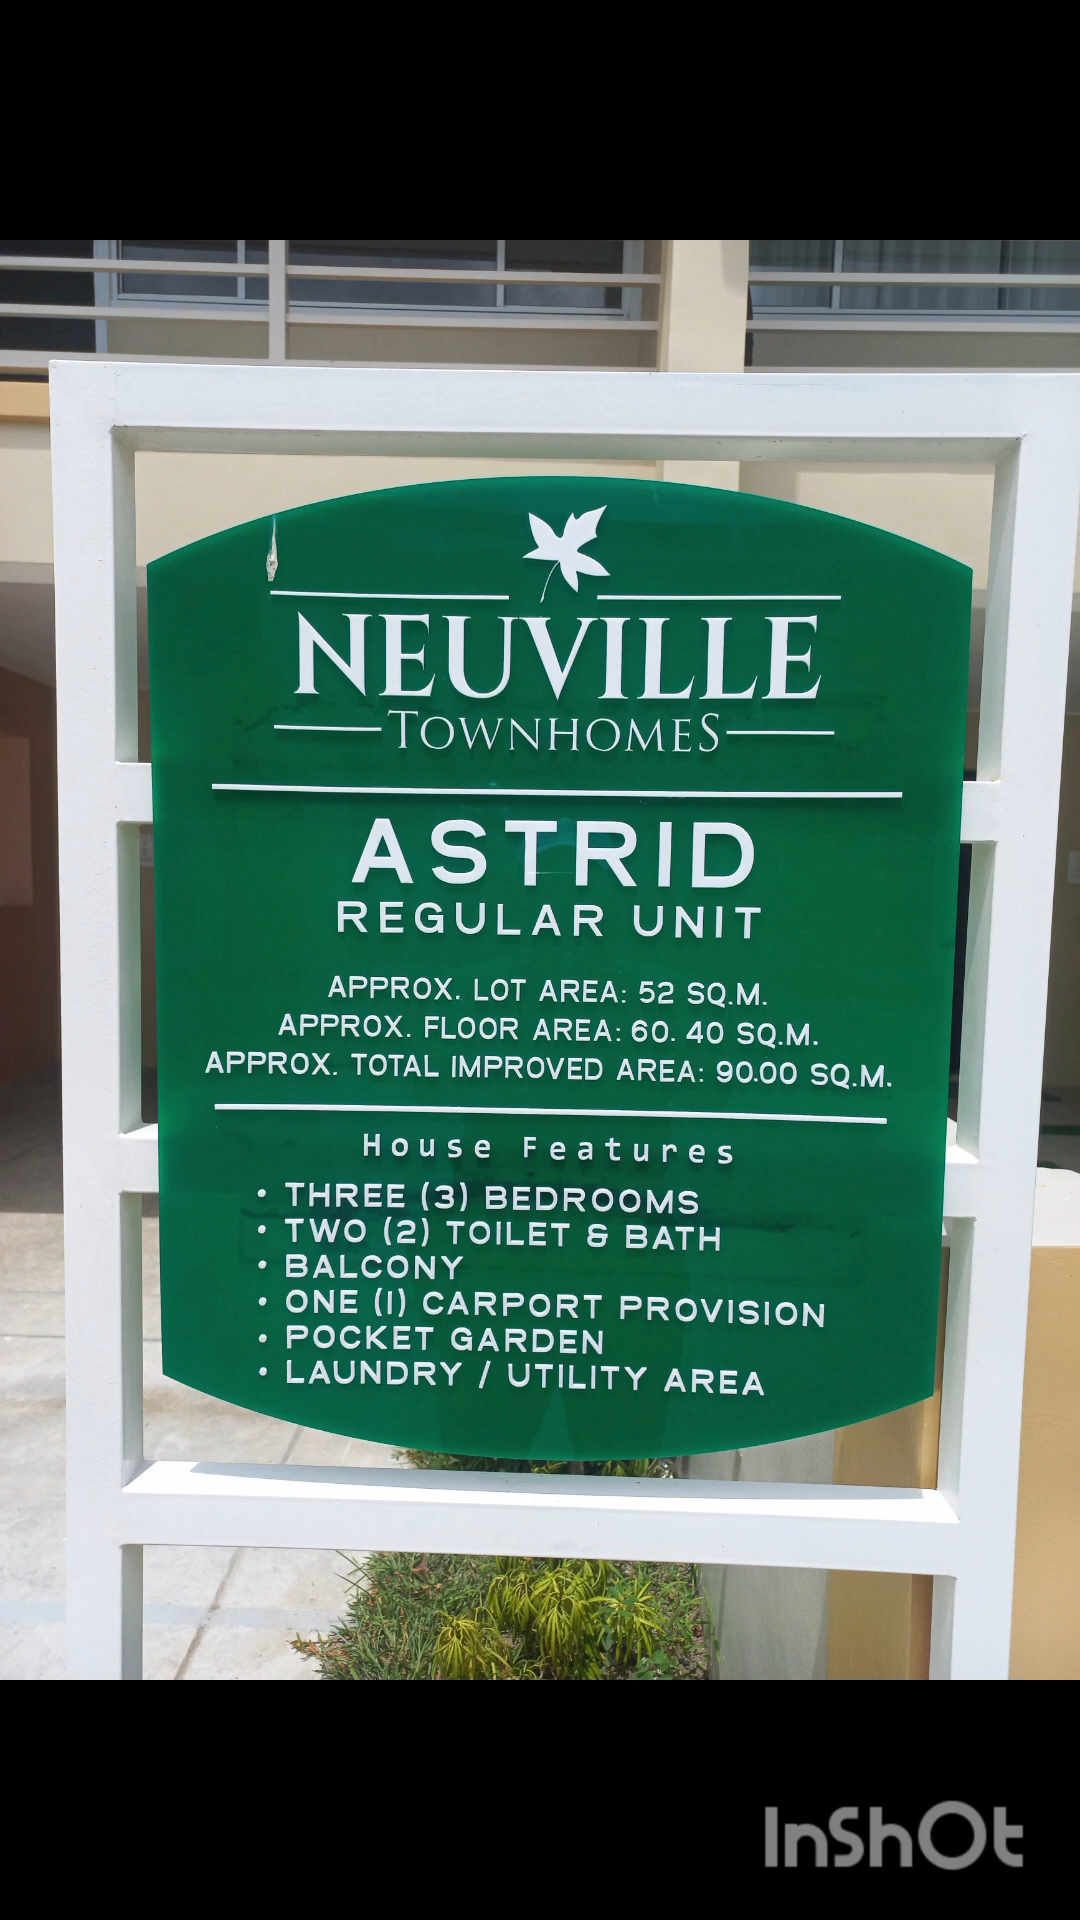 NEUVILLE
TOWNHOMES
ASTRID
REGULAR UNIT
APPROX. LOT AREA: 52 SQ.M.
APPROX. FLOOR AREA: 60. 40 SQ.M.
APPROX. TOTAL IMPROVED AREA: 90.00 SQ.M.
House Features
• THREE (3) BEDROOMS
• TWO (2) TOILET & BATH
• BALCONY
• ONE (1) CARPORT PROVISION
• POCKET GARDEN
• LAUNDRY / UTILITY AREA
InShOt